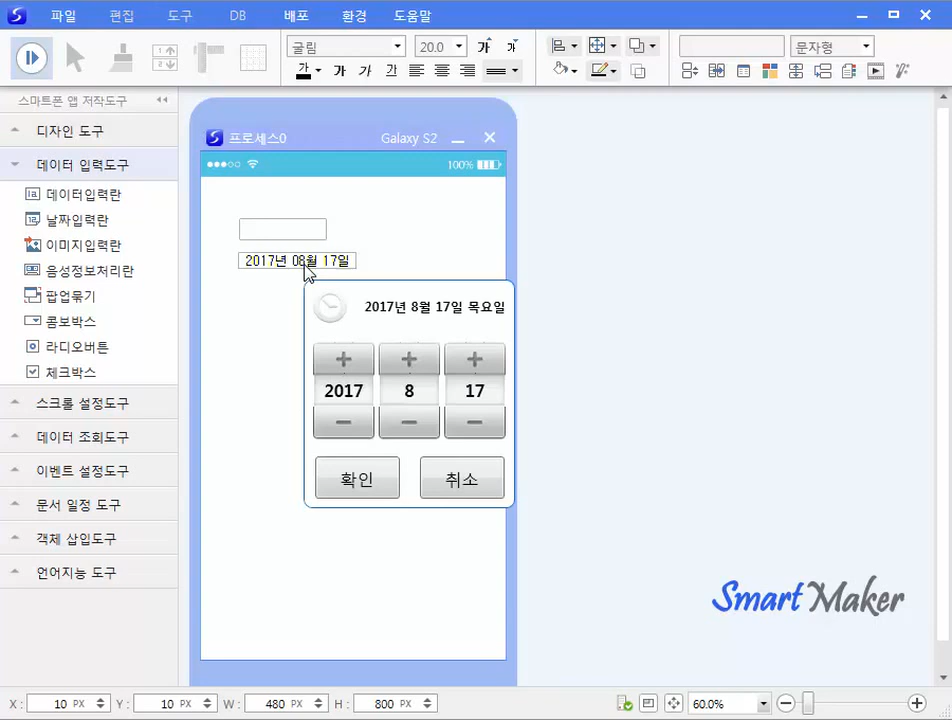 파일 편집 도구 DB 배포 환경 도움말
굴림 20.0 가 가 문자형
가 가 가 가
스마트폰 앱 저작도구
디자인 도구
데이터 입력도구
데이터입력란
날짜입력란
이미지입력란
음성정보처리란
팝업묶기
콤보박스
라디오버튼
체크박스
스크롤 설정도구
데이터 조회도구
이벤트 설정도구
문서 일정 도구
객체 삽입도구
언어지능 도구
프로세스0 Galaxy S2
100%
2017년 08월 17일
2017년 8월 17일 목요일
2017 8 17
확인 취소
Smart Maker
X : 10 PX Y : 10 PX W : 480 PX H : 800 PX 60.0%